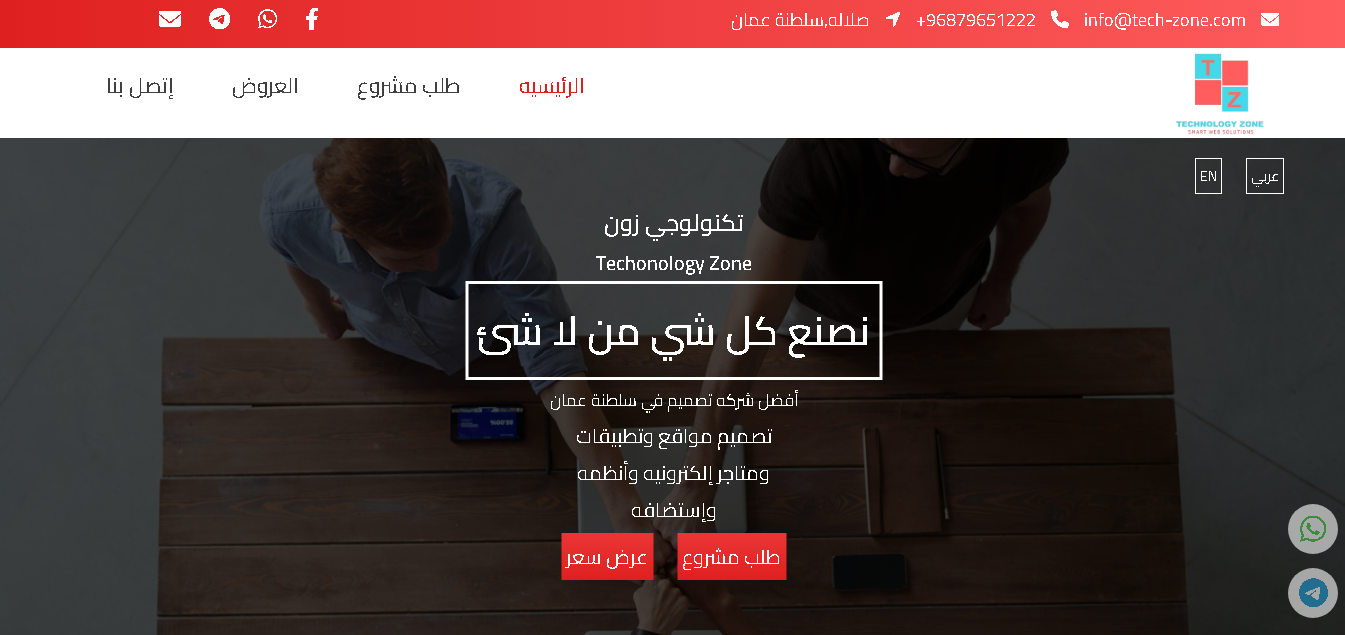 info@tech-zone.com
+96879651222
صلاله,سلطنة عمان
T
Z
TECHNOLOGY ZONE
SMART WEB SOLUTIONS
الرئيسيه
طلب مشروع
العروض
إتصل بنا
عربي
EN
تكنولوجي زون
Techonology Zone
نصنع كل شي من لا شئ
أفضل شركه تصميم في سلطنة عمان
تصميم مواقع وتطبيقات
ومتاجر إلكترونيه وأنظمه
وإستضافه
طلب مشروع
عرض سعر